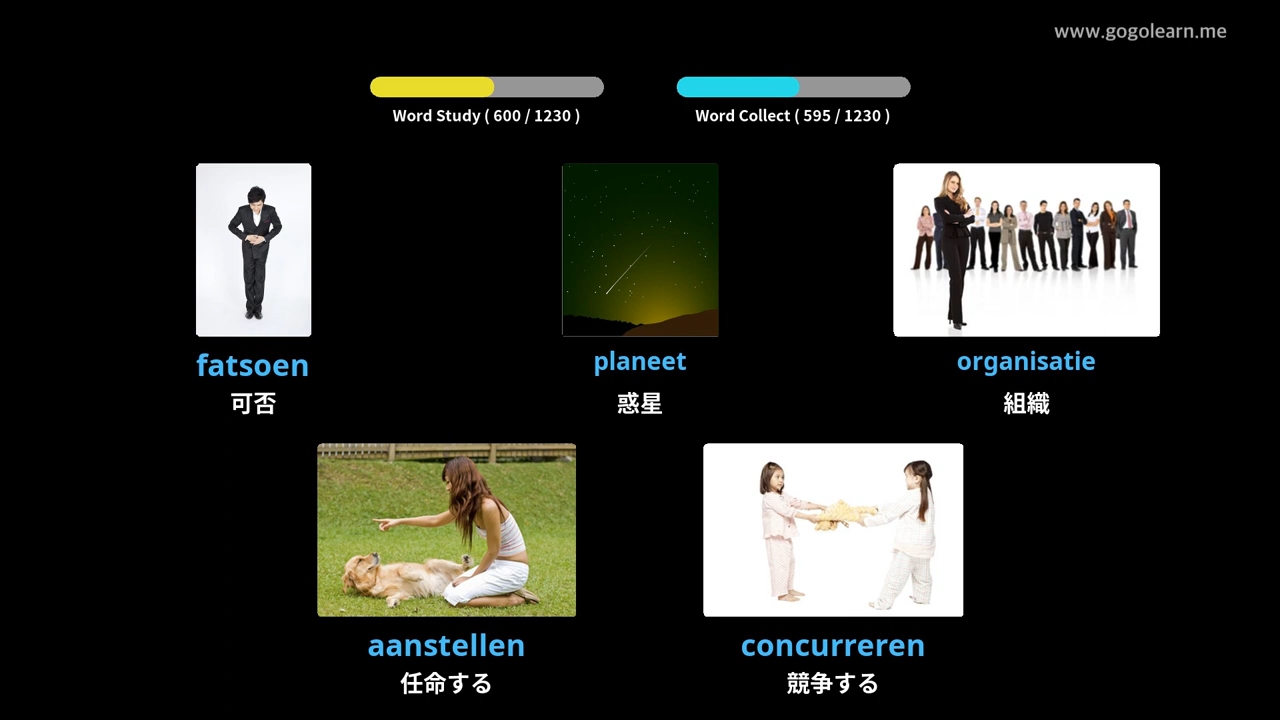 www.gogolearn.me
Word Study ( 600 / 1230 )
Word Collect ( 595 / 1230 )
fatsoen
可否
planeet
惑星
organisatie
組織
aanstellen
任命する
concurreren
競争する